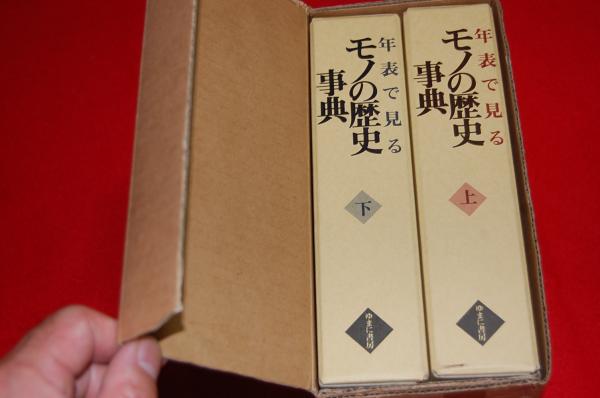 年表で見る
モノの歴史
事典
上
ゆまに書房
年表で見る
モノの歴史
事典
下
ゆまに書房